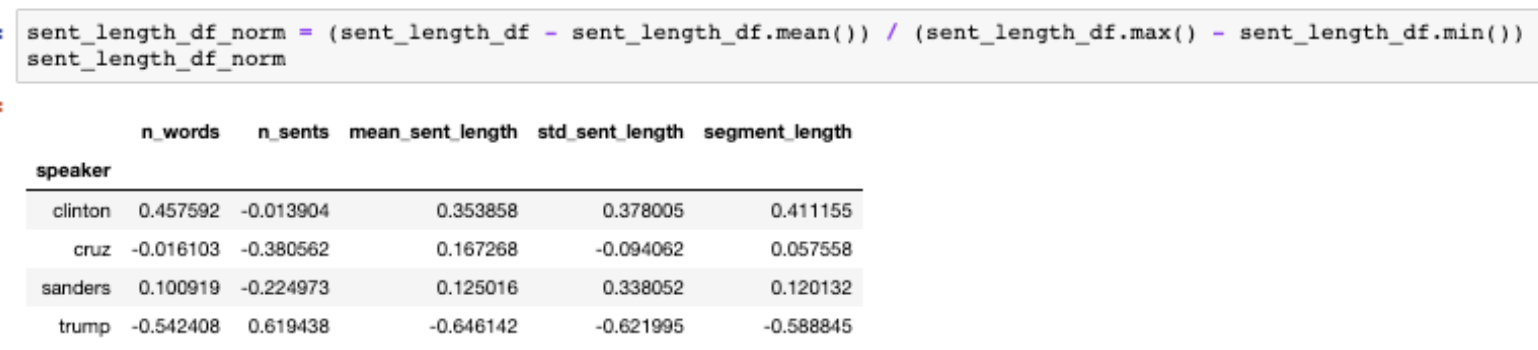 sent_length_df_norm = (sent_length_df - sent_length_df.mean()) / (sent_length_df.max() - sent_length_df.min())
sent_length_df_norm
n_words n_sents mean_sent_length std_sent_length segment_length
speaker
clinton 0.457592 -0.013904 0.353858 0.378005 0.411155
cruz -0.016103 -0.380562 0.167268 -0.094062 0.057558
sanders 0.100919 -0.224973 0.125016 0.338052 0.120132
trump -0.542408 0.619438 -0.646142 -0.621995 -0.588845